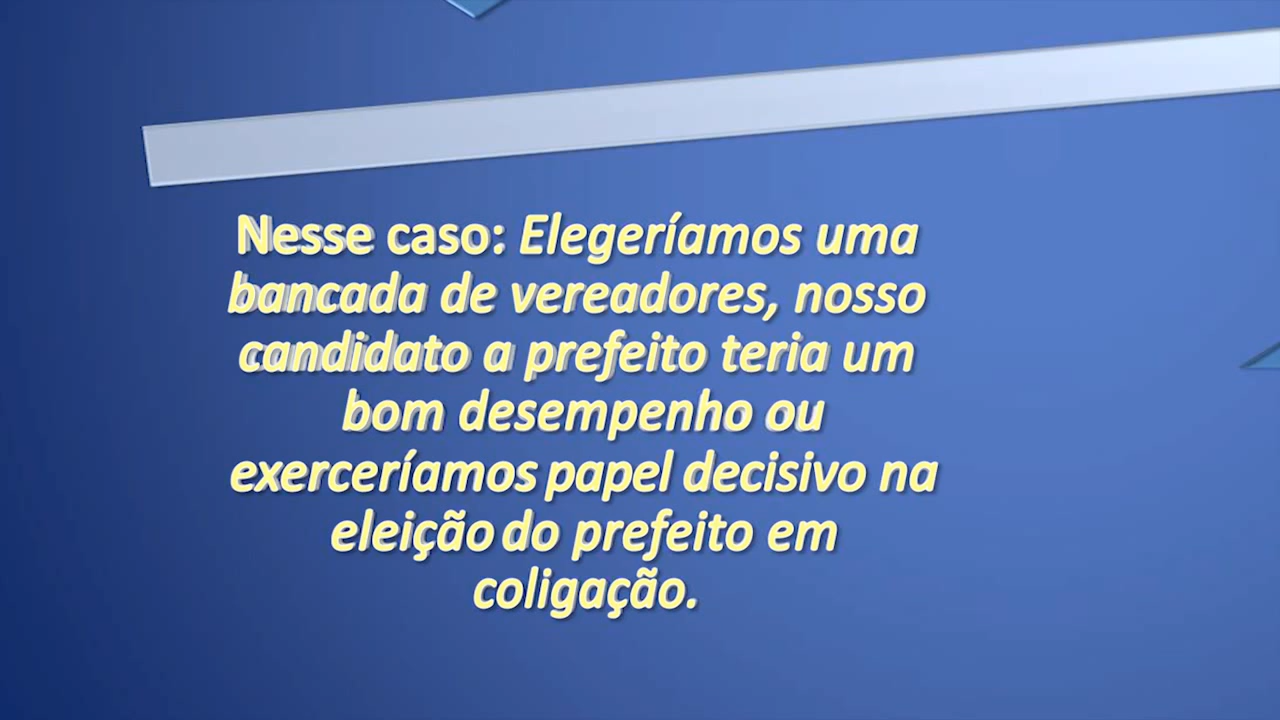 Nesse caso: Elegeríamos uma
bancada de vereadores, nosso
candidato a prefeito teria um
bom desempenho ou
exerceríamos papel decisivo na
eleição do prefeito em
coligação.